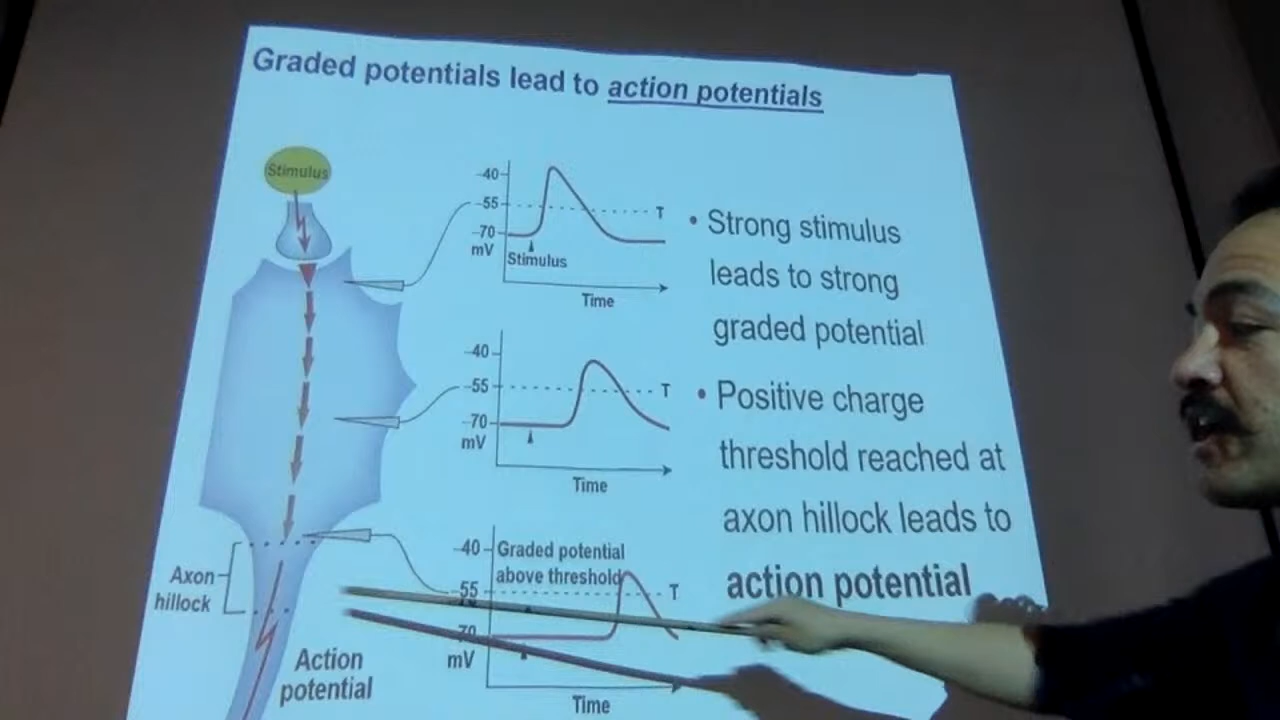 Graded potentials lead to action potentials
Stimulus
-40
-55
-70
mV
T
Stimulus
Time
• Strong stimulus
leads to strong
graded potential
-40
-55
-70
mV
T
Time
• Positive charge
threshold reached at
axon hillock leads to
action potential
-40
Graded potential
above threshold
-55
T
-70
mV
Time
Axon
hillock
Action
potential